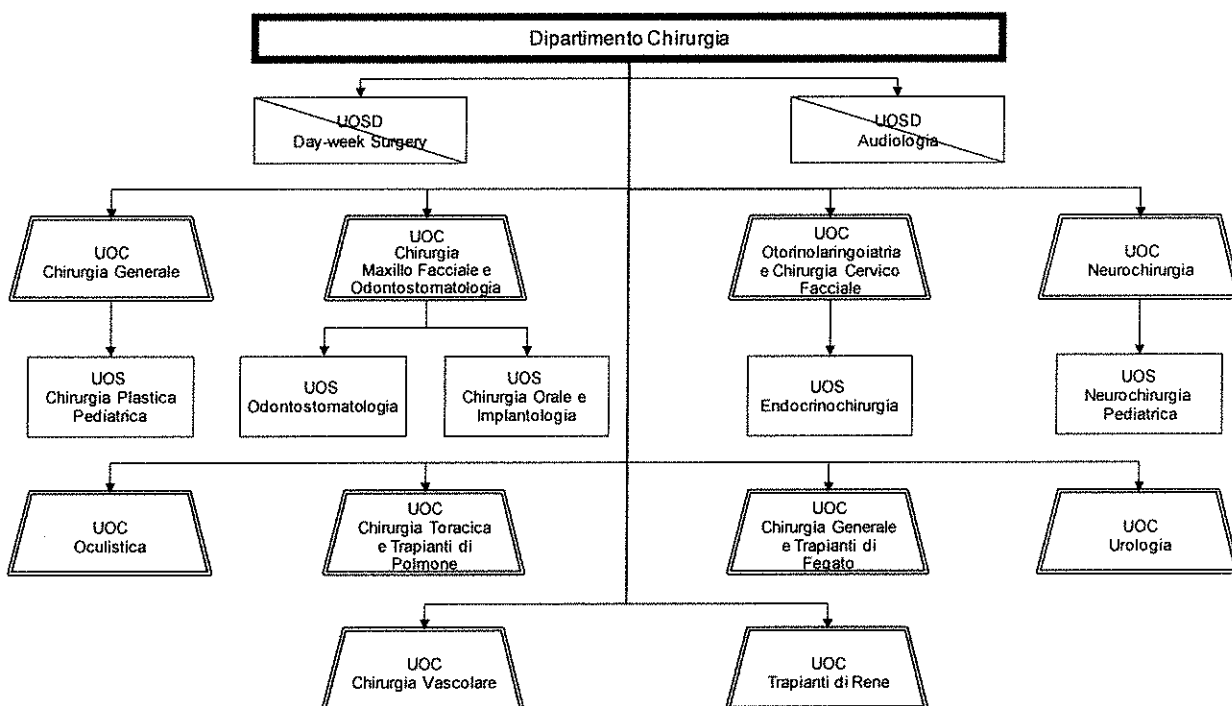 Dipartimento Chirurgia
UOSD
Day-week Surgery
UOSD
Audiologia
UOC
Chirurgia Generale
UOC
Chirurgia
Maxillo Facciale e
Odontostomatologia
UOC
Otorinolaringoiatria
e Chirurgia Cervico
Facciale
UOC
Neurochirurgia
UOS
Chirurgia Plastica
Pediatrica
UOS
Odontostomatologia
UOS
Chirurgia Orale e
Implantologia
UOS
Endocrinochirurgia
UOS
Neurochirurgia
Pediatrica
UOC
Oculistica
UOC
Chirurgia Toracica
e Trapianti di
Polmone
UOC
Chirurgia Generale
e Trapianti di
Fegato
UOC
Urologia
UOC
Chirurgia Vascolare
UOC
Trapianti di Rene